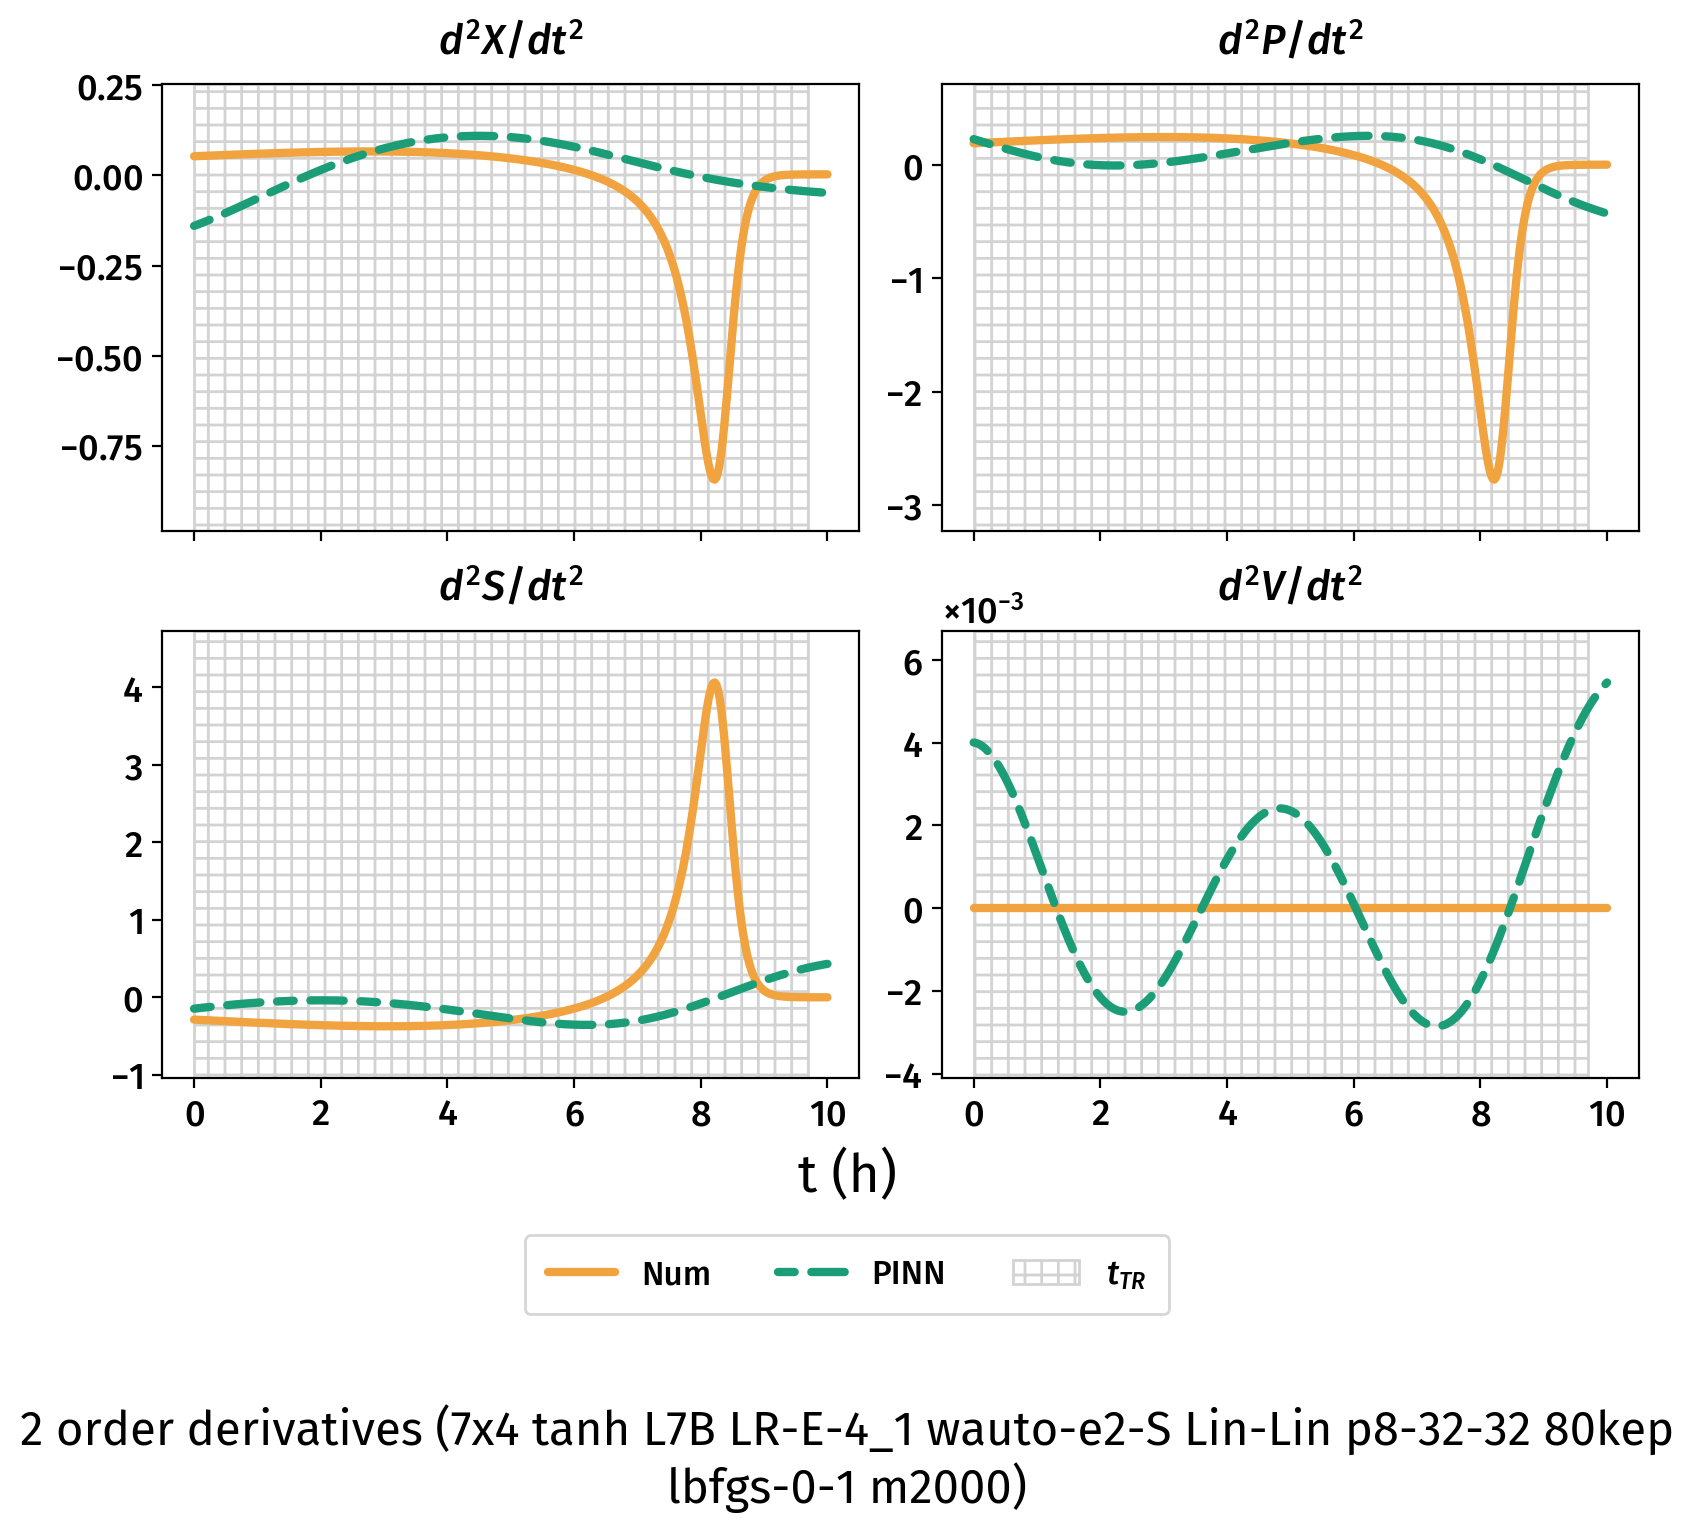 d²X/dt²
d²P/dt²
0.25
0.00
−0.25
−0.50
−0.75
0
−1
−2
−3
d²S/dt²
d²V/dt²
×10⁻³
4
3
2
1
0
−1
6
4
2
0
−2
−4
0 2 4 6 8 10
0 2 4 6 8 10
t (h)
Num PINN t_TR
2 order derivatives (7x4 tanh L7B LR-E-4_1 wauto-e2-S Lin-Lin p8-32-32 80kep
lbfgs-0-1 m2000)